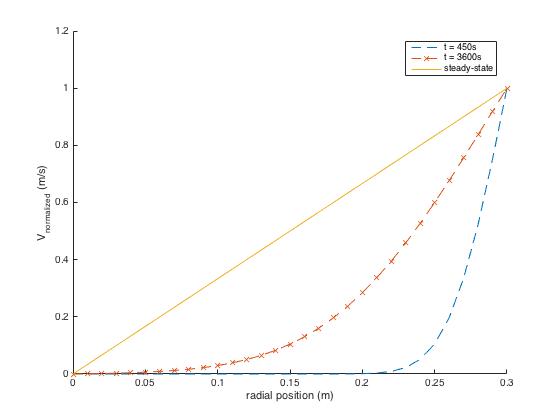 1.2
t = 450s
t = 3600s
steady-state
1
0.8
0.6
0.4
0.2
0
Vnormalized (m/s)
0 0.05 0.1 0.15 0.2 0.25 0.3
radial position (m)